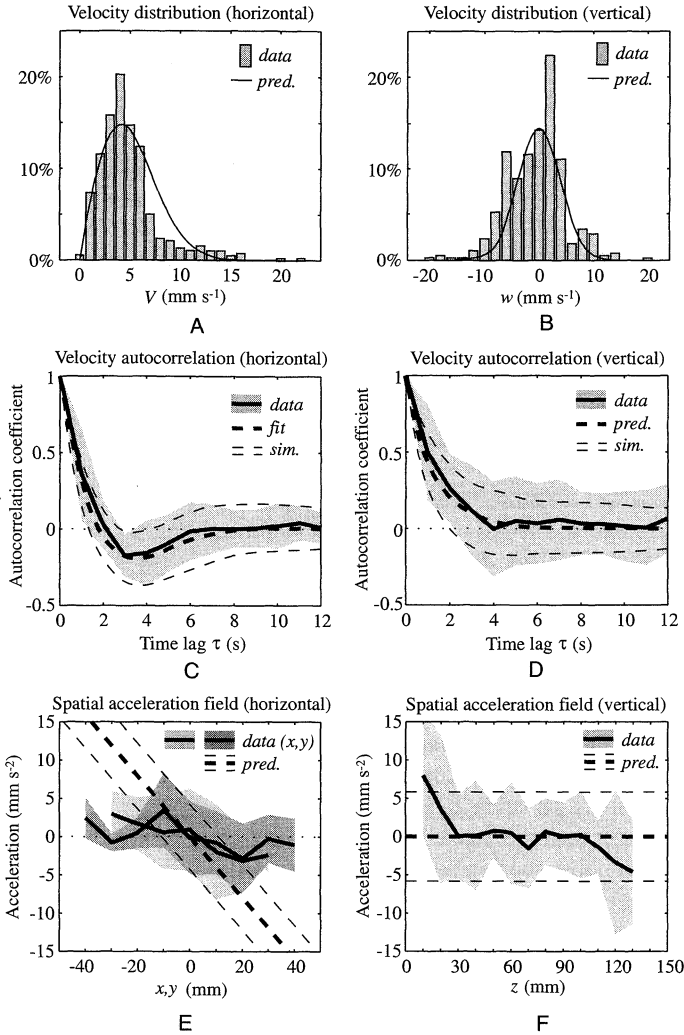 Velocity distribution (horizontal)
20%
10%
0%
data
pred.
0 5 10 15 20
V (mm s-1)
A
Velocity distribution (vertical)
20%
10%
0%
data
pred.
-20 -10 0 10 20
w (mm s-1)
B
Velocity autocorrelation (horizontal)
Autocorrelation coefficient
1
0.5
0
-0.5
data
fit
sim.
0 2 4 6 8 10 12
Time lag τ (s)
C
Velocity autocorrelation (vertical)
Autocorrelation coefficient
1
0.5
0
-0.5
data
pred.
sim.
0 2 4 6 8 10 12
Time lag τ (s)
D
Spatial acceleration field (horizontal)
Acceleration (mm s-2)
15
10
5
0
-5
-10
-15
data (x,y)
pred.
-40 -20 0 20 40
x,y (mm)
E
Spatial acceleration field (vertical)
Acceleration (mm s-2)
15
10
5
0
-5
-10
-15
data
pred.
0 30 60 90 120 150
z (mm)
F